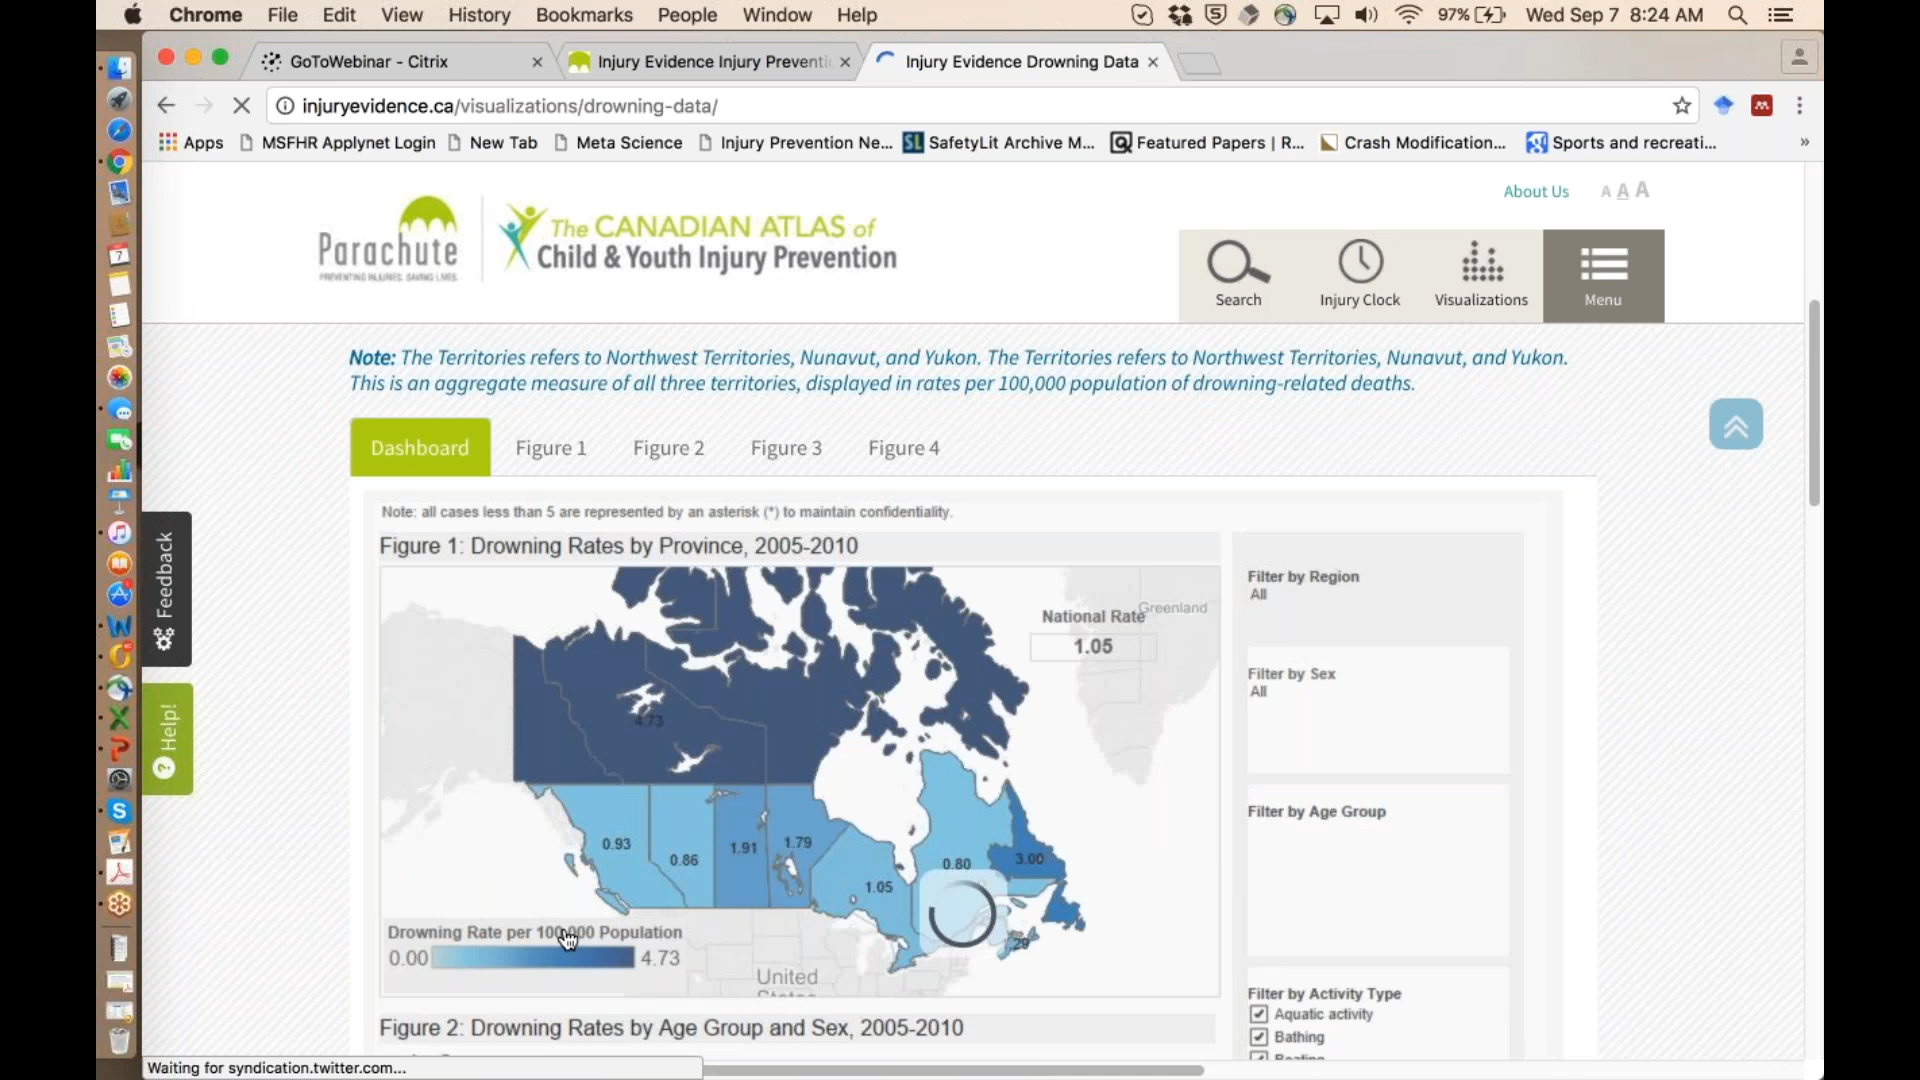 Chrome File Edit View History Bookmarks People Window Help
97% Wed Sep 7 8:24 AM
GoToWebinar - Citrix
Injury Evidence Injury Preventi
Injury Evidence Drowning Data
injuryevidence.ca/visualizations/drowning-data/
Apps MSFHR Applynet Login New Tab Meta Science Injury Prevention Ne... SafetyLit Archive M... Featured Papers | R... Crash Modification... Sports and recreati... »
About Us A A A
Parachute
PREVENTING INJURIES. SAVING LIVES.
The CANADIAN ATLAS of
Child & Youth Injury Prevention
Search Injury Clock Visualizations Menu
Note: The Territories refers to Northwest Territories, Nunavut, and Yukon. The Territories refers to Northwest Territories, Nunavut, and Yukon.
This is an aggregate measure of all three territories, displayed in rates per 100,000 population of drowning-related deaths.
Dashboard Figure 1 Figure 2 Figure 3 Figure 4
Feedback
Help!
Note: all cases less than 5 are represented by an asterisk (*) to maintain confidentiality.
Figure 1: Drowning Rates by Province, 2005-2010
Greenland
National Rate
1.05
4.73
0.93
0.86
1.91
1.79
1.05
0.80
3.00
Drowning Rate per 100,000 Population
0.00 4.73
United
States
Filter by Region
All
Filter by Sex
All
Filter by Age Group
Filter by Activity Type
Aquatic activity
Bathing
Boating
Figure 2: Drowning Rates by Age Group and Sex, 2005-2010
Waiting for syndication.twitter.com...